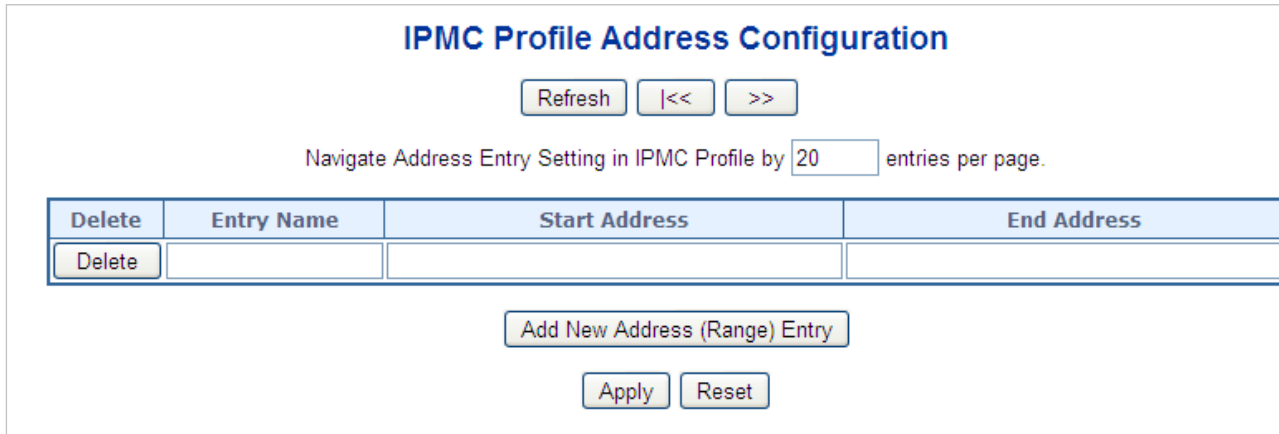 IPMC Profile Address Configuration
Refresh |<< >>
Navigate Address Entry Setting in IPMC Profile by 20 entries per page.
Delete Entry Name Start Address End Address
Delete
Add New Address (Range) Entry
Apply Reset